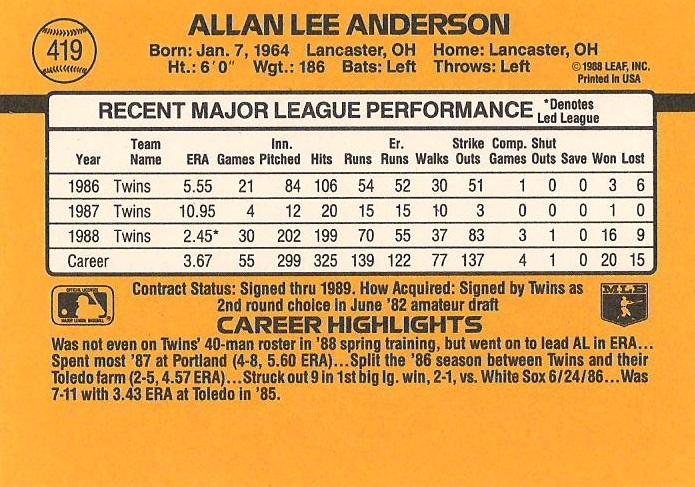 ALLAN LEE ANDERSON
419
Born: Jan. 7, 1964 Lancaster, OH Home: Lancaster, OH
Ht.: 6'0" Wgt.: 186 Bats: Left Throws: Left
©1988 LEAF, INC.
Printed in USA
RECENT MAJOR LEAGUE PERFORMANCE *Denotes Led League
Year Team Name ERA Games Inn. Pitched Hits Runs Er. Runs Walks Strike Outs Comp. Games Shut Outs Save Won Lost
1986 Twins 5.55 21 84 106 54 52 30 51 1 0 0 3 6
1987 Twins 10.95 4 12 20 15 15 10 3 0 0 0 1 0
1988 Twins 2.45* 30 202 199 70 55 37 83 3 1 0 16 9
Career 3.67 55 299 325 139 122 77 137 4 1 0 20 15
Contract Status: Signed thru 1989. How Acquired: Signed by Twins as
2nd round choice in June '82 amateur draft
MLB
CAREER HIGHLIGHTS
Was not even on Twins' 40-man roster in '88 spring training, but went on to lead AL in ERA...
Spent most '87 at Portland (4-8, 5.60 ERA)...Split the '86 season between Twins and their
Toledo farm (2-5, 4.57 ERA)...Struck out 9 in 1st big lg. win, 2-1, vs. White Sox 6/24/86...Was
7-11 with 3.43 ERA at Toledo in '85.